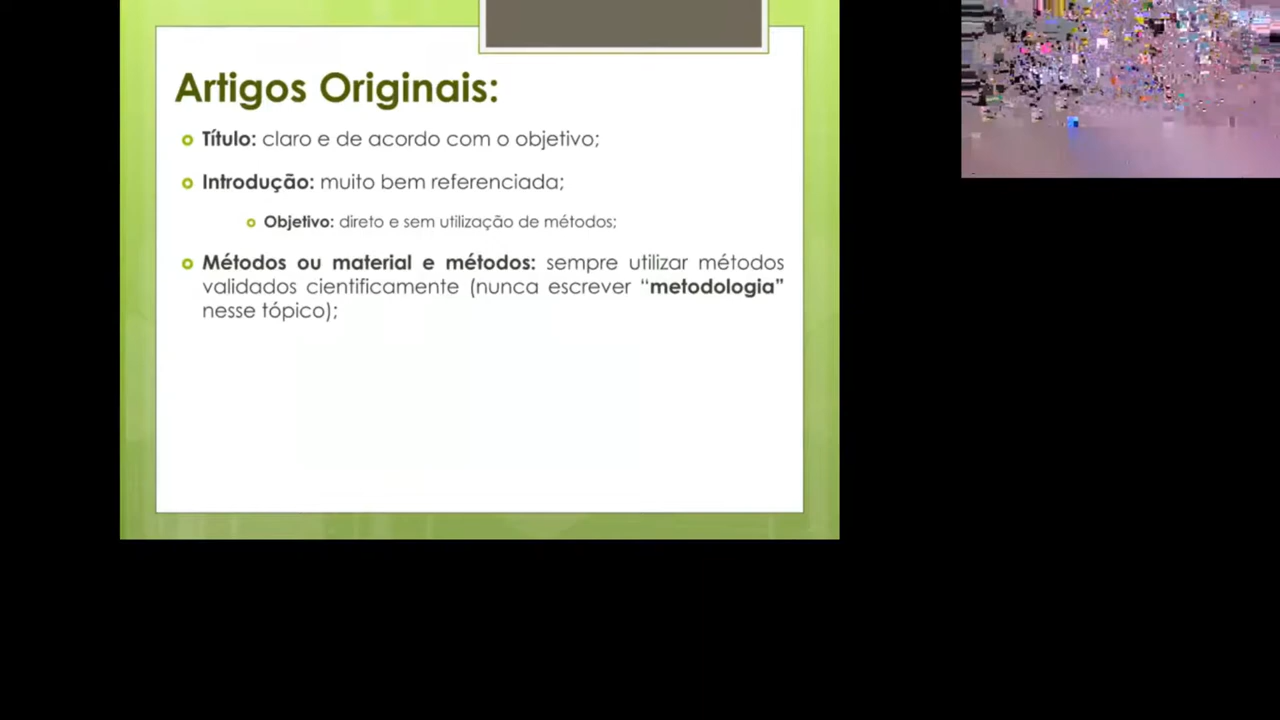 Artigos Originais:
Título: claro e de acordo com o objetivo;
Introdução: muito bem referenciada;
Objetivo: direto e sem utilização de métodos;
Métodos ou material e métodos: sempre utilizar métodos
validados cientificamente (nunca escrever “metodologia”
nesse tópico);